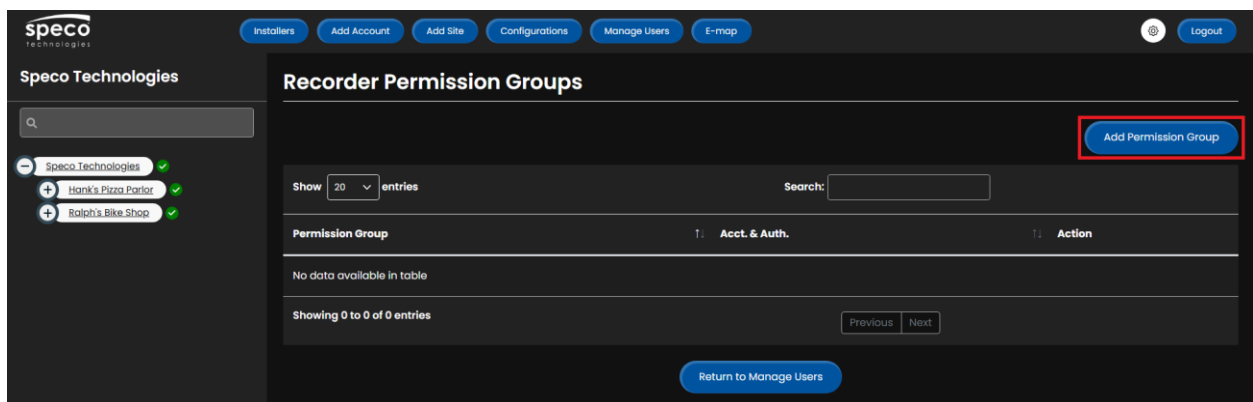 speco
technologies
Installers Add Account Add Site Configurations Manage Users E-map Logout
Speco Technologies
Recorder Permission Groups
Add Permission Group
Speco Technologies
Hank's Pizza Parlor
Ralph's Bike Shop
Show 20 entries Search:
Permission Group Acct. & Auth. Action
No data available in table
Showing 0 to 0 of 0 entries
Previous Next
Return to Manage Users